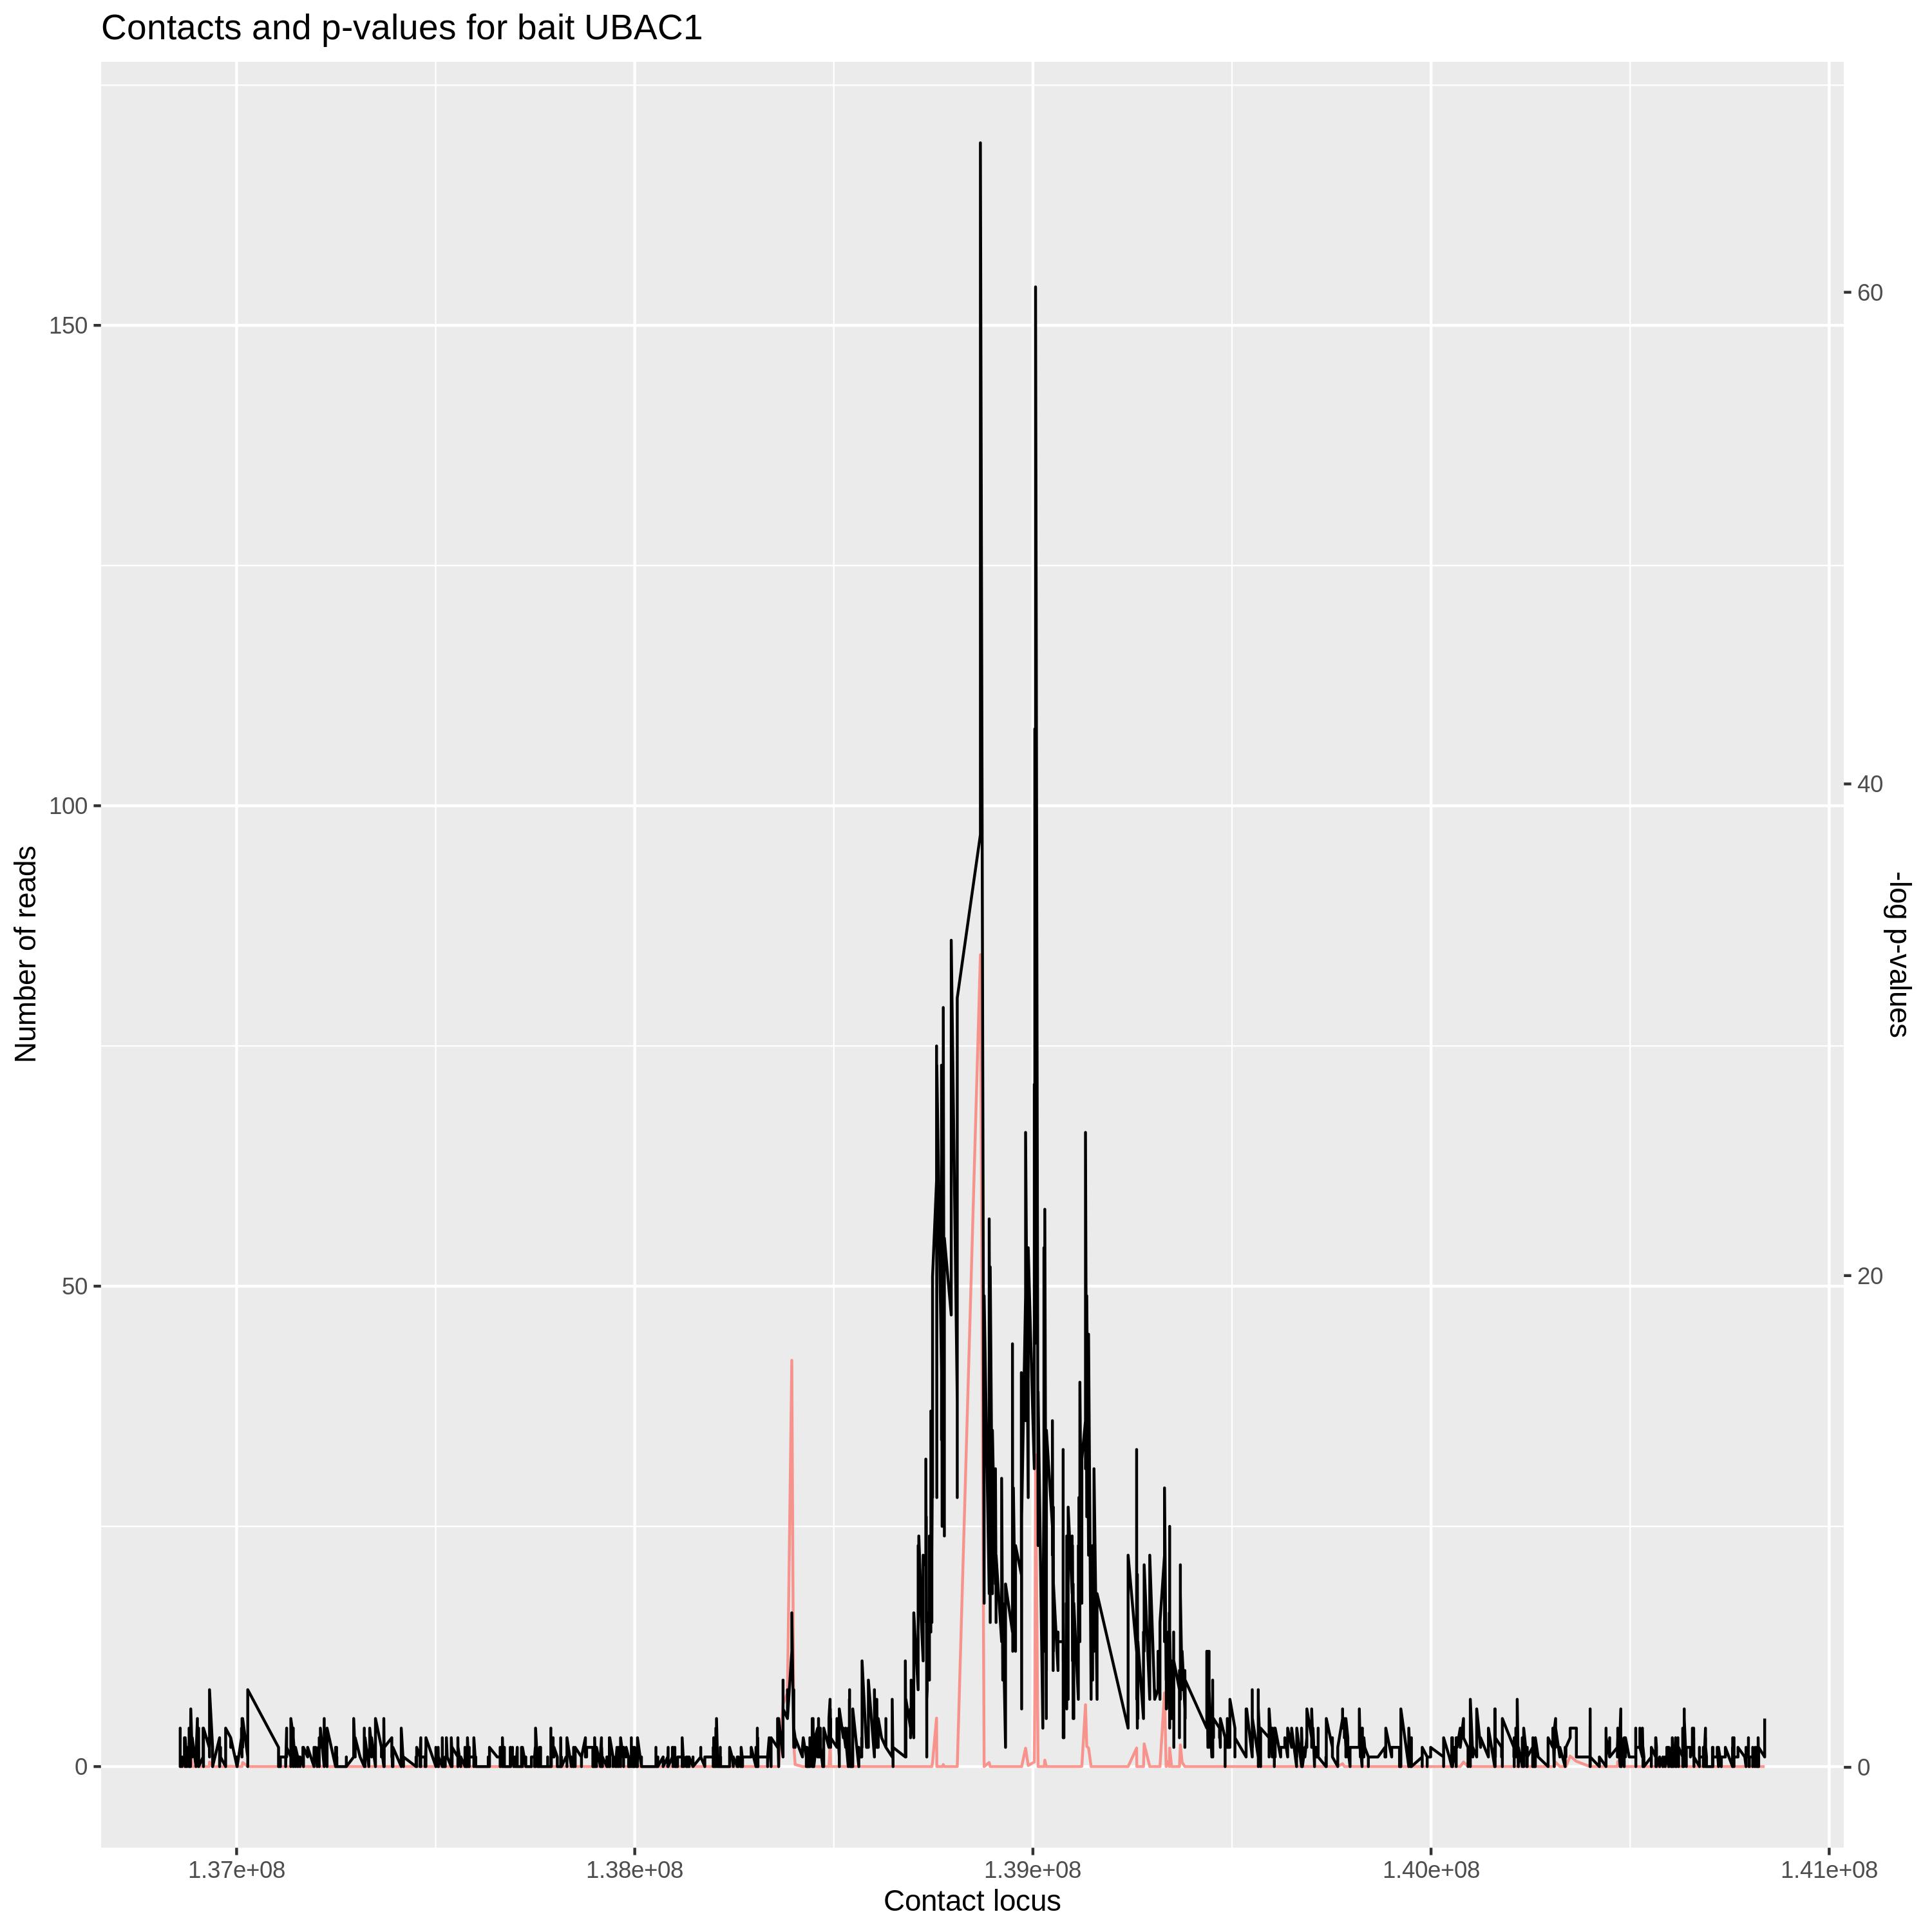 Contacts and p-values for bait UBAC1
150
100
50
0
Number of reads
60
40
20
0
-log p-values
1.37e+08
1.38e+08
1.39e+08
1.40e+08
1.41e+08
Contact locus